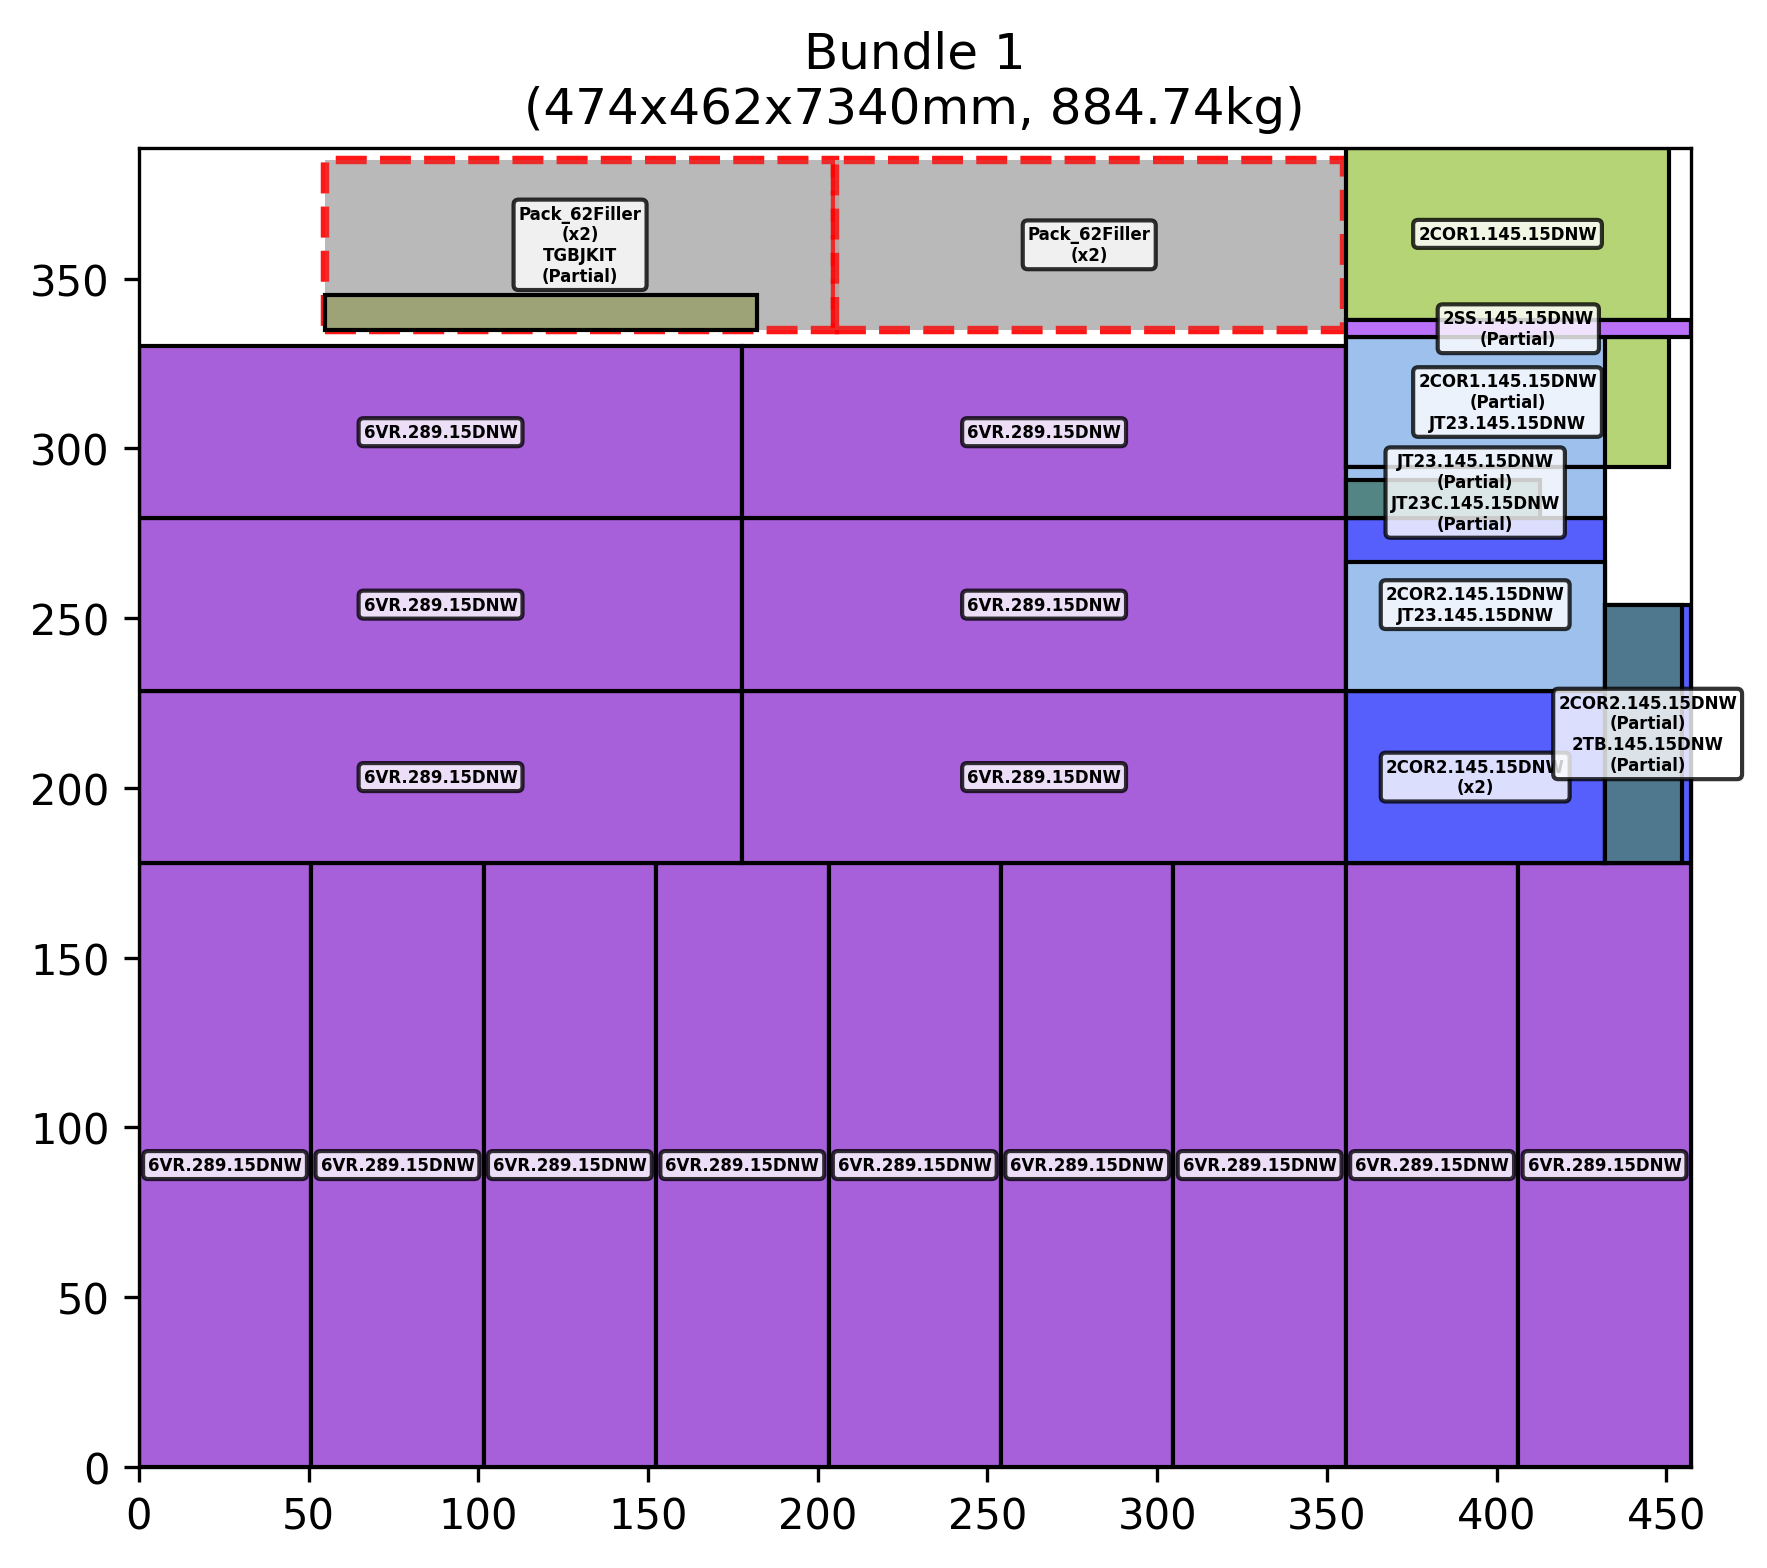 Bundle 1
(474x462x7340mm, 884.74kg)
Pack_62Filler
(x2)
TGBJKIT
(Partial)
Pack_62Filler
(x2)
2COR1.145.15DNW
2SS.145.15DNW
(Partial)
2COR1.145.15DNW
(Partial)
JT23.145.15DNW
6VR.289.15DNW
6VR.289.15DNW
JT23.145.15DNW
(Partial)
JT23C.145.15DNW
(Partial)
6VR.289.15DNW
6VR.289.15DNW
2COR2.145.15DNW
JT23.145.15DNW
2COR2.145.15DNW
(Partial)
2TB.145.15DNW
(Partial)
6VR.289.15DNW
6VR.289.15DNW
2COR2.145.15DNW
(x2)
6VR.289.15DNW
6VR.289.15DNW
6VR.289.15DNW
6VR.289.15DNW
6VR.289.15DNW
6VR.289.15DNW
6VR.289.15DNW
6VR.289.15DNW
6VR.289.15DNW
350
300
250
200
150
100
50
0
0 50 100 150 200 250 300 350 400 450